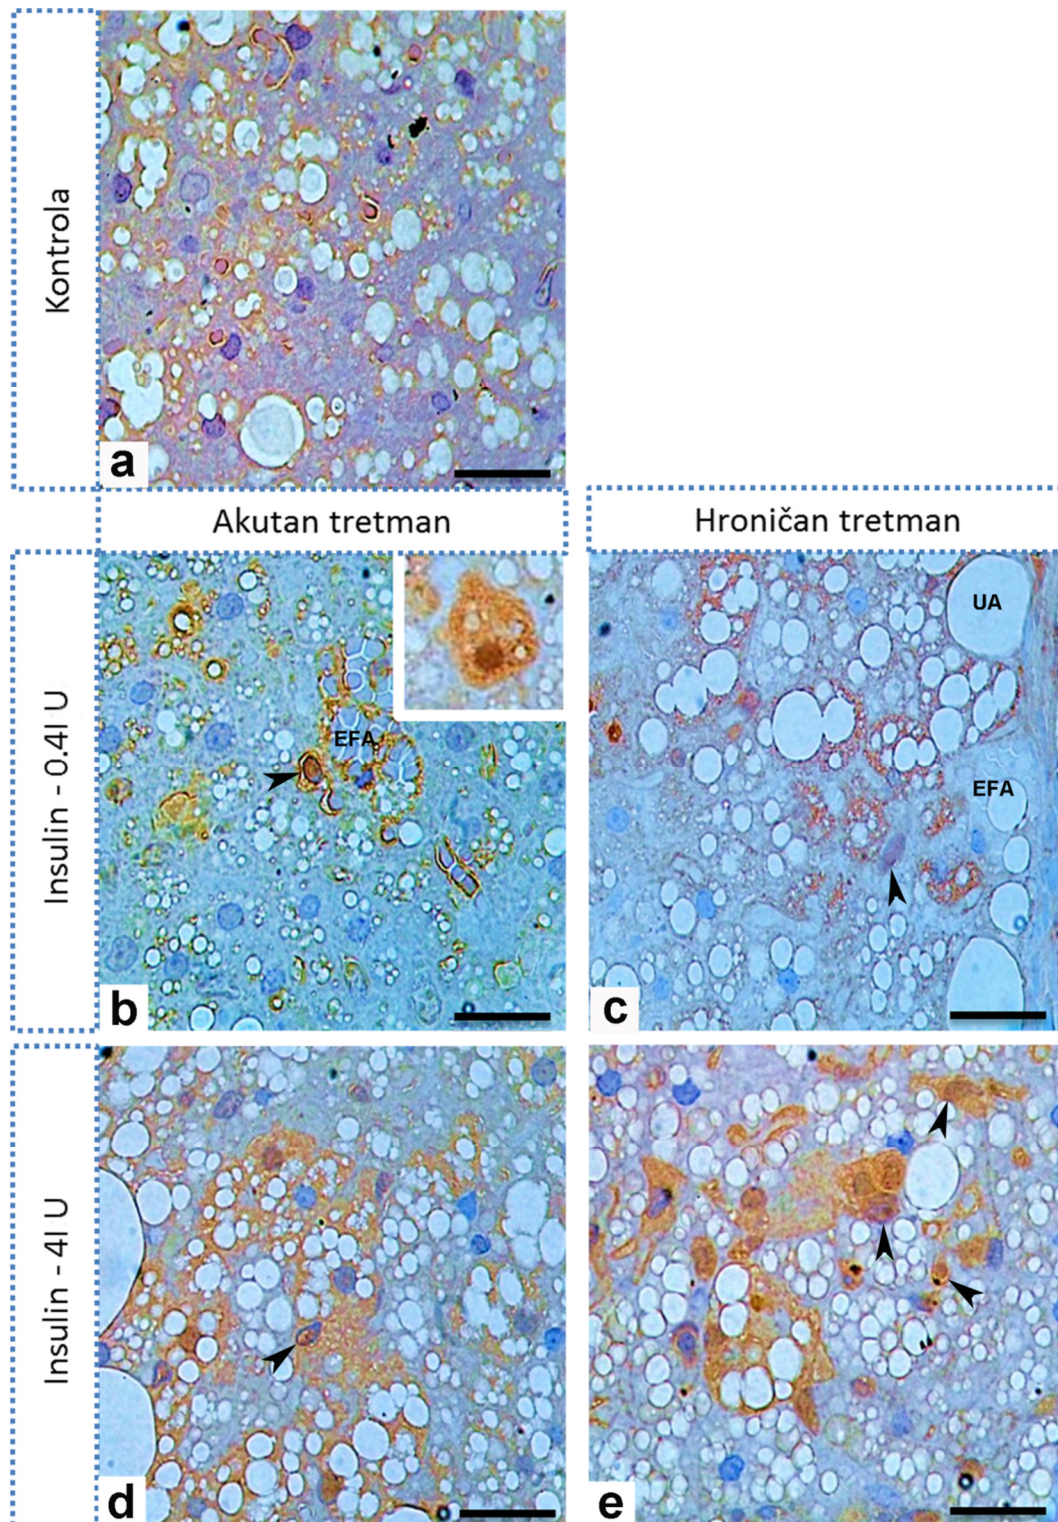 Kontrola
a
Akutan tretman
Hroničan tretman
Insulin - 0.4I U
EFA
b
UA
EFA
c
Insulin - 4I U
d
e